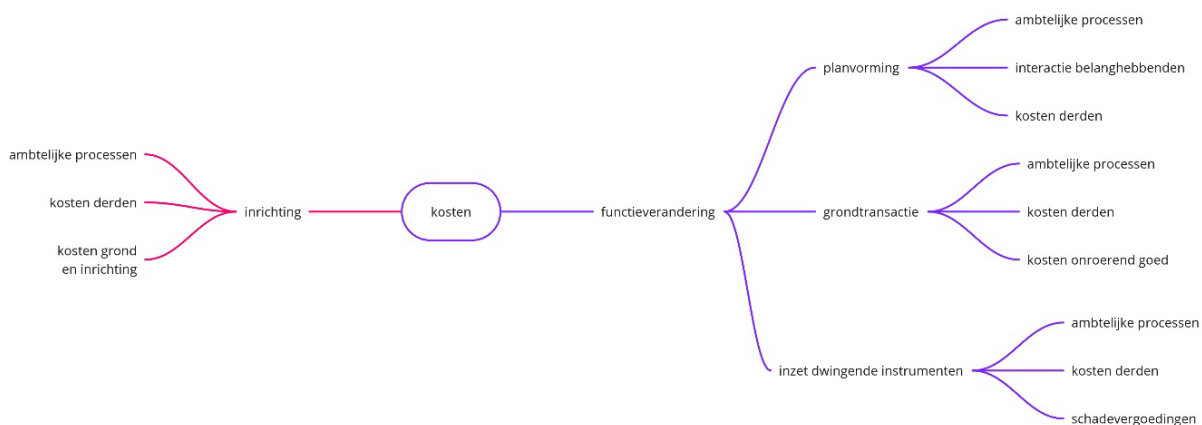 ambtelijke processen
kosten derden
kosten grond
en inrichting
inrichting
kosten
functieverandering
planvorming
ambtelijke processen
interactie belanghebbenden
kosten derden
grondtransactie
ambtelijke processen
kosten derden
kosten onroerend goed
inzet dwingende instrumenten
ambtelijke processen
kosten derden
schadevergoedingen